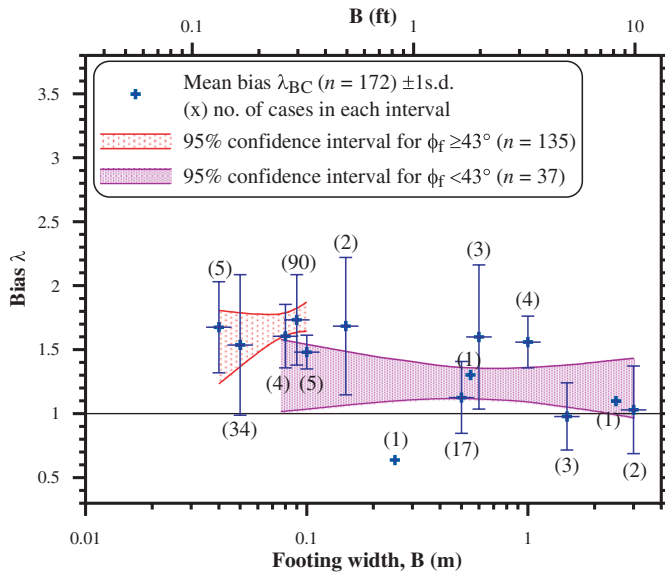 B (ft)
0.1 1 10
Mean bias λBC (n = 172) ±1s.d.
(x) no. of cases in each interval
95% confidence interval for ϕf ≥43° (n = 135)
95% confidence interval for ϕf <43° (n = 37)
Bias λ
3.5
3
2.5
2
1.5
1
0.5
(5)
(90)
(2)
(3)
(4)
(1)
(4)
(5)
(34)
(1)
(17)
(1)
(3)
(2)
0.01 0.1 1
Footing width, B (m)